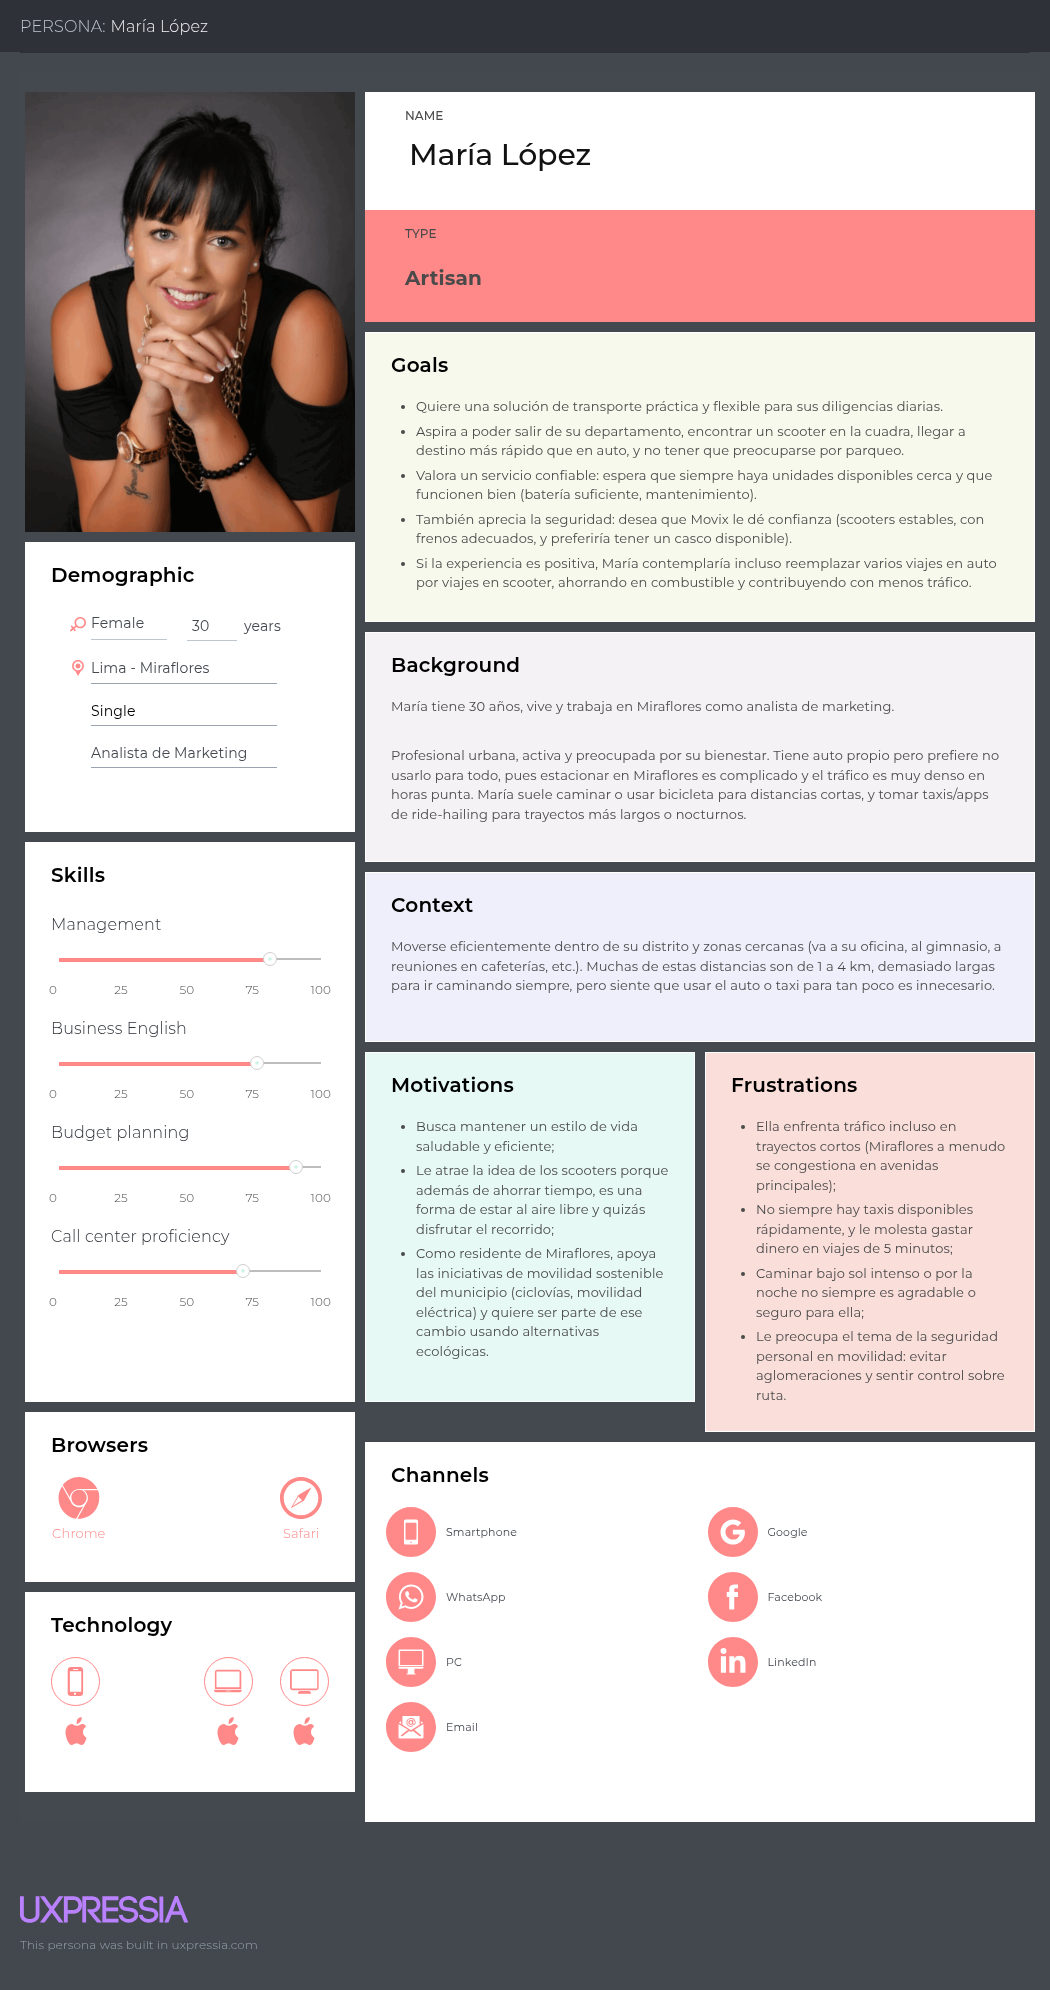 PERSONA: María López
NAME
María López
TYPE
Artisan
Goals
• Quiere una solución de transporte práctica y flexible para sus diligencias diarias.
• Aspira a poder salir de su departamento, encontrar un scooter en la cuadra, llegar a
destino más rápido que en auto, y no tener que preocuparse por parqueo.
• Valora un servicio confiable: espera que siempre haya unidades disponibles cerca y que
funcionen bien (batería suficiente, mantenimiento).
• También aprecia la seguridad: desea que Movix le dé confianza (scooters estables, con
frenos adecuados, y preferiría tener un casco disponible).
• Si la experiencia es positiva, María contemplaría incluso reemplazar varios viajes en auto
por viajes en scooter, ahorrando en combustible y contribuyendo con menos tráfico.
Demographic
Female 30 years
Lima - Miraflores
Single
Analista de Marketing
Background
María tiene 30 años, vive y trabaja en Miraflores como analista de marketing.
Profesional urbana, activa y preocupada por su bienestar. Tiene auto propio pero prefiere no
usarlo para todo, pues estacionar en Miraflores es complicado y el tráfico es muy denso en
horas punta. María suele caminar o usar bicicleta para distancias cortas, y tomar taxis/apps
de ride-hailing para trayectos más largos o nocturnos.
Skills
Management
0 25 50 75 100
Business English
0 25 50 75 100
Budget planning
0 25 50 75 100
Call center proficiency
0 25 50 75 100
Context
Moverse eficientemente dentro de su distrito y zonas cercanas (va a su oficina, al gimnasio, a
reuniones en cafeterías, etc.). Muchas de estas distancias son de 1 a 4 km, demasiado largas
para ir caminando siempre, pero siente que usar el auto o taxi para tan poco es innecesario.
Motivations
• Busca mantener un estilo de vida
saludable y eficiente;
• Le atrae la idea de los scooters porque
además de ahorrar tiempo, es una
forma de estar al aire libre y quizás
disfrutar el recorrido;
• Como residente de Miraflores, apoya
las iniciativas de movilidad sostenible
del municipio (ciclovías, movilidad
eléctrica) y quiere ser parte de ese
cambio usando alternativas
ecológicas.
Frustrations
• Ella enfrenta tráfico incluso en
trayectos cortos (Miraflores a menudo
se congestiona en avenidas
principales);
• No siempre hay taxis disponibles
rápidamente, y le molesta gastar
dinero en viajes de 5 minutos;
• Caminar bajo sol intenso o por la
noche no siempre es agradable o
seguro para ella;
• Le preocupa el tema de la seguridad
personal en movilidad: evitar
aglomeraciones y sentir control sobre
ruta.
Browsers
Chrome Safari
Technology
Channels
Smartphone
Google
WhatsApp
Facebook
PC
LinkedIn
Email
UXPRESSIA
This persona was built in uxpressia.com